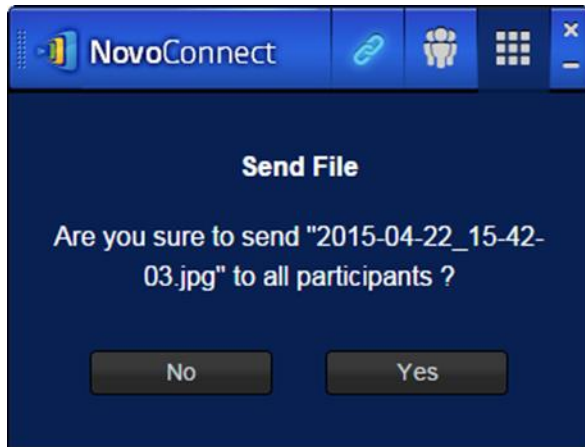 NovoConnect
Send File
Are you sure to send "2015-04-22_15-42-
03.jpg" to all participants ?
No
Yes